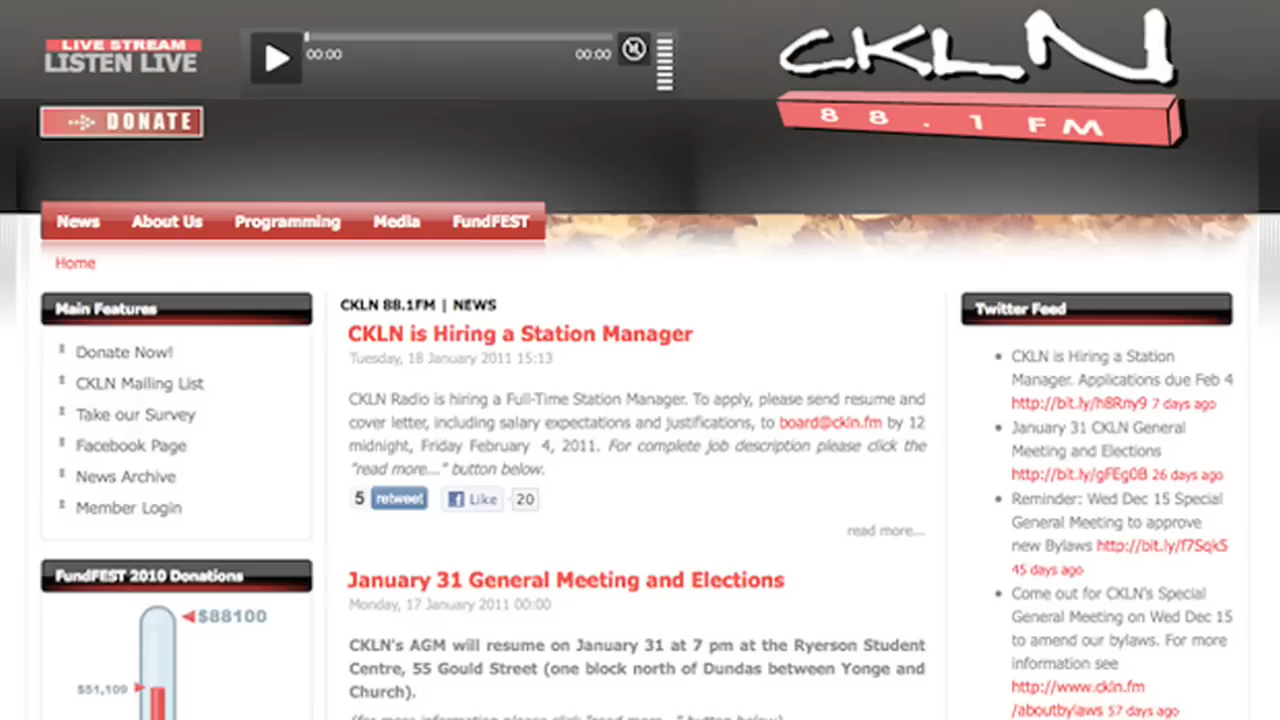 LIVE STREAM
LISTEN LIVE
00:00
00:00
CKLN
88.1 FM
DONATE
News
About Us
Programming
Media
FundFEST
Home
Main Features
Donate Now!
CKLN Mailing List
Take our Survey
Facebook Page
News Archive
Member Login
FundFEST 2010 Donations
$88100
$51,109
CKLN 88.1FM | NEWS
CKLN is Hiring a Station Manager
Tuesday, 18 January 2011 15:13
CKLN Radio is hiring a Full-Time Station Manager. To apply, please send resume and
cover letter, including salary expectations and justifications, to board@ckln.fm by 12
midnight, Friday February 4, 2011. For complete job description please click the
"read more..." button below.
5 retweet Like 20
read more...
January 31 General Meeting and Elections
Monday, 17 January 2011 00:00
CKLN's AGM will resume on January 31 at 7 pm at the Ryerson Student
Centre, 55 Gould Street (one block north of Dundas between Yonge and
Church).
(for more information please click "read more..." button below)
Twitter Feed
CKLN is Hiring a Station
Manager. Applications due Feb 4
http://bit.ly/h8Rny9 7 days ago
January 31 CKLN General
Meeting and Elections
http://bit.ly/gFEg0B 26 days ago
Reminder: Wed Dec 15 Special
General Meeting to approve
new Bylaws http://bit.ly/f7SqkS
45 days ago
Come out for CKLN's Special
General Meeting on Wed Dec 15
to amend our bylaws. For more
information see
http://www.ckln.fm
/aboutbylaws 57 days ago